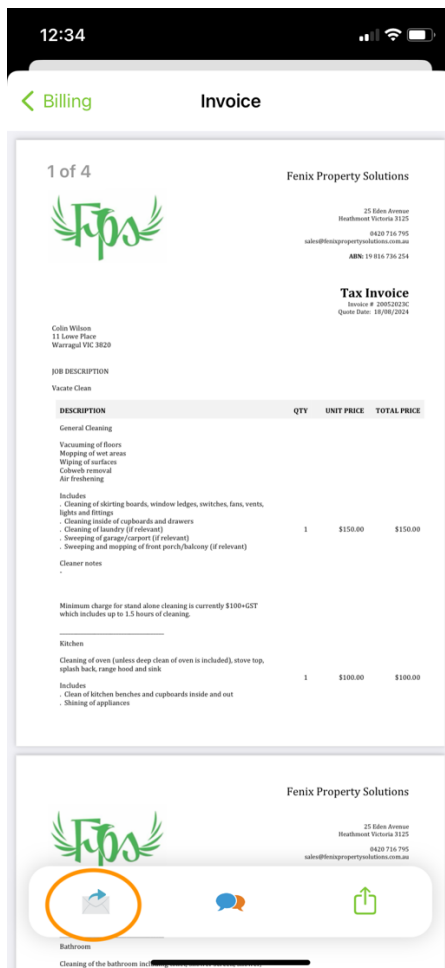 12:34
Billing
Invoice
1 of 4
Fenix Property Solutions
Fps
25 Eden Avenue
Heathmont Victoria 3125
0420 716 795
sales@fenixpropertysolutions.com.au
ABN: 19 816 736 254
Tax Invoice
Invoice # 20052023C
Quote Date: 18/08/2024
Colin Wilson
11 Lowe Place
Warragul VIC 3820
JOB DESCRIPTION
Vacate Clean
DESCRIPTION QTY UNIT PRICE TOTAL PRICE
General Cleaning
Vacuuming of floors
Mopping of wet areas
Wiping of surfaces
Cobweb removal
Air freshening
Includes
. Cleaning of skirting boards, window ledges, switches, fans, vents,
lights and fittings
. Cleaning inside of cupboards and drawers
. Cleaning of laundry (if relevant) 1 $150.00 $150.00
. Sweeping of garage/carport (if relevant)
. Sweeping and mopping of front porch/balcony (if relevant)
Cleaner notes
-
Minimum charge for stand alone cleaning is currently $100+GST
which includes up to 1.5 hours of cleaning.
Kitchen
Cleaning of oven (unless deep clean of oven is included), stove top,
splash back, range hood and sink
1 $100.00 $100.00
Includes
. Clean of kitchen benches and cupboards inside and out
. Shining of appliances
Fenix Property Solutions
Fps
25 Eden Avenue
Heathmont Victoria 3125
0420 716 795
sales@fenixpropertysolutions.com.au
Bathroom
Cleaning of the bathroom